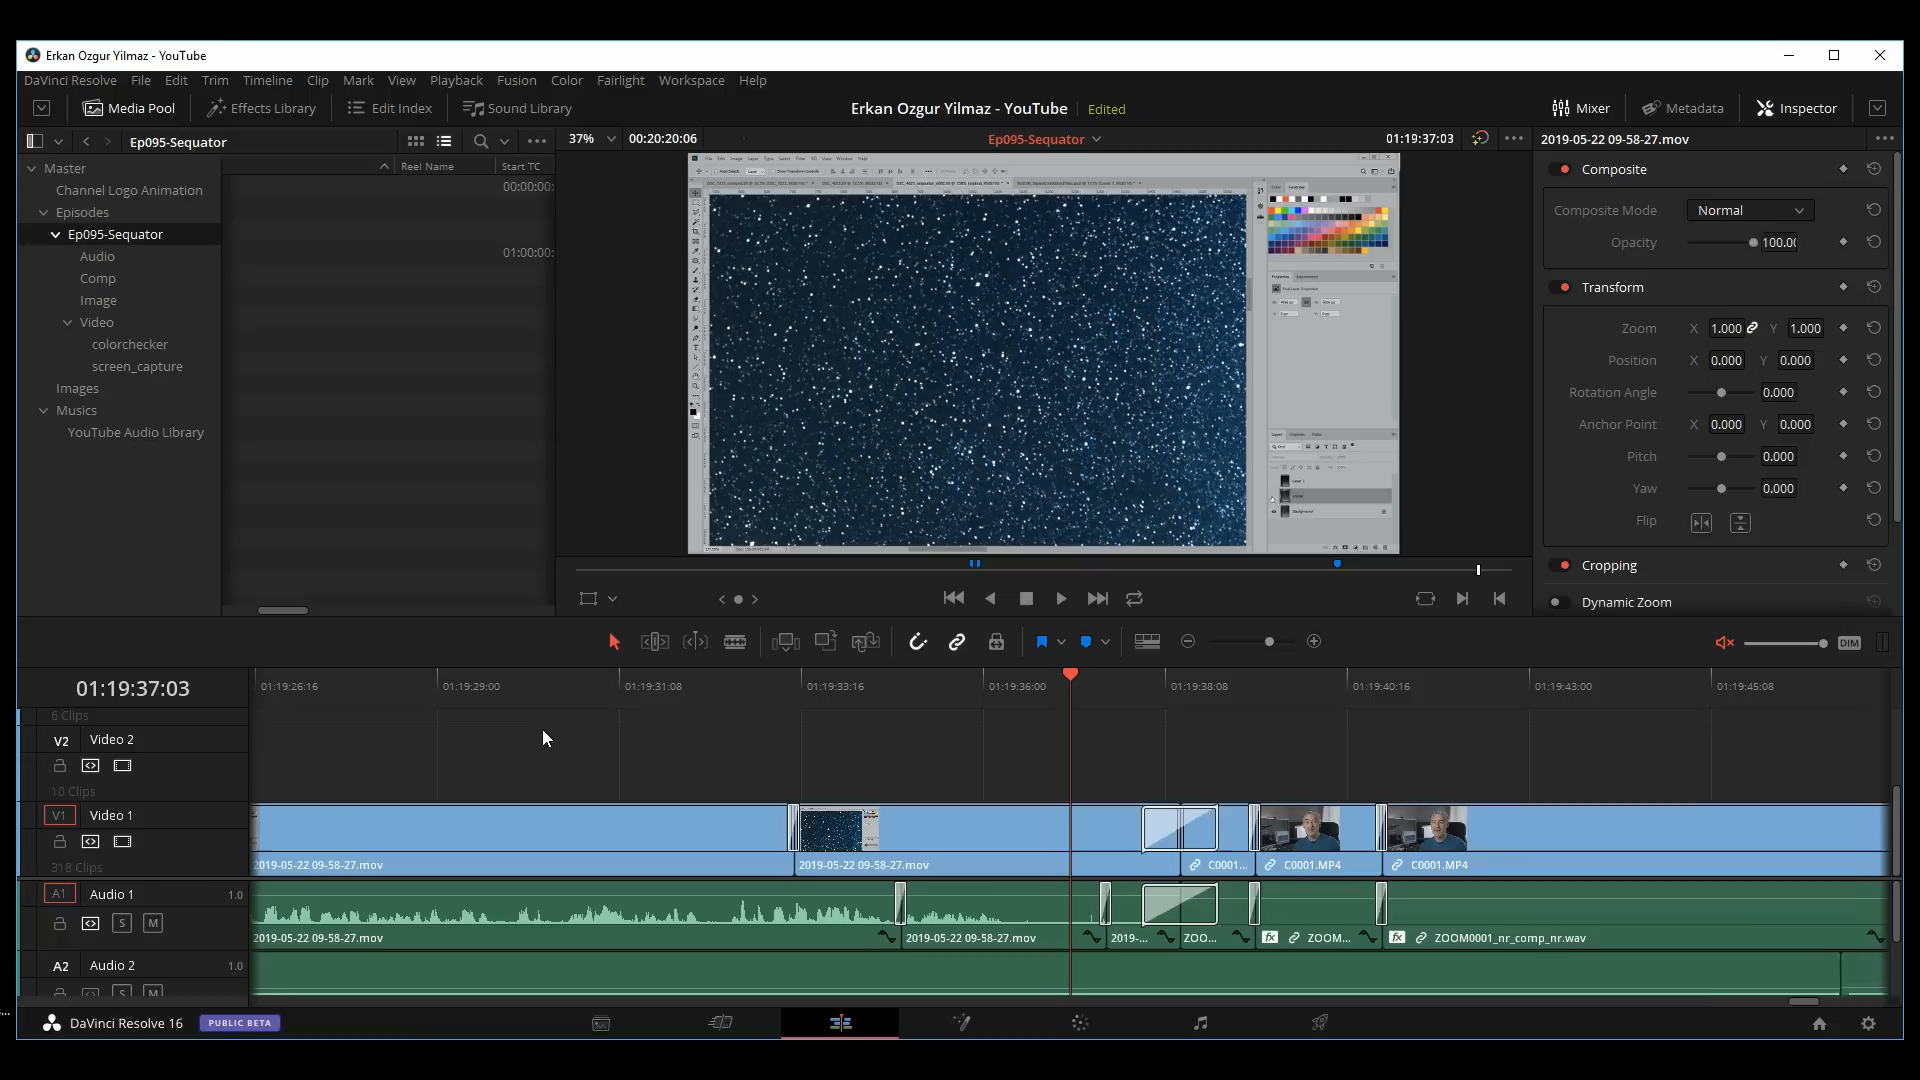 Erkan Ozgur Yilmaz - YouTube
DaVinci Resolve File Edit Trim Timeline Clip Mark View Playback Fusion Color Fairlight Workspace Help
Media Pool Effects Library Edit Index Sound Library Erkan Ozgur Yilmaz - YouTube Edited Mixer Metadata Inspector
Ep095-Sequator 37% 00:20:20:06 Ep095-Sequator 01:19:37:03 2019-05-22 09-58-27.mov
Master
Channel Logo Animation
Episodes
Ep095-Sequator
Audio
Comp
Image
Video
colorchecker
screen_capture
Images
Musics
YouTube Audio Library
Reel Name Start TC
00:00:00:
01:00:00:
Composite
Composite Mode Normal
Opacity 100.00
Transform
Zoom X 1.000 Y 1.000
Position X 0.000 Y 0.000
Rotation Angle 0.000
Anchor Point X 0.000 Y 0.000
Pitch 0.000
Yaw 0.000
Flip
Cropping
Dynamic Zoom
DIM
01:19:37:03 01:19:26:16 01:19:29:00 01:19:31:08 01:19:33:16 01:19:36:00 01:19:38:08 01:19:40:16 01:19:43:00 01:19:45:08
6 Clips
V2 Video 2
10 Clips
V1 Video 1
318 Clips
2019-05-22 09-58-27.mov 2019-05-22 09-58-27.mov C0001... C0001.MP4 C0001.MP4
A1 Audio 1 1.0
S M
2019-05-22 09-58-27.mov 2019-05-22 09-58-27.mov 2019-... ZOO... fx ZOOM... fx ZOOM0001_nr_comp_nr.wav
A2 Audio 2 1.0
S M
DaVinci Resolve 16 PUBLIC BETA